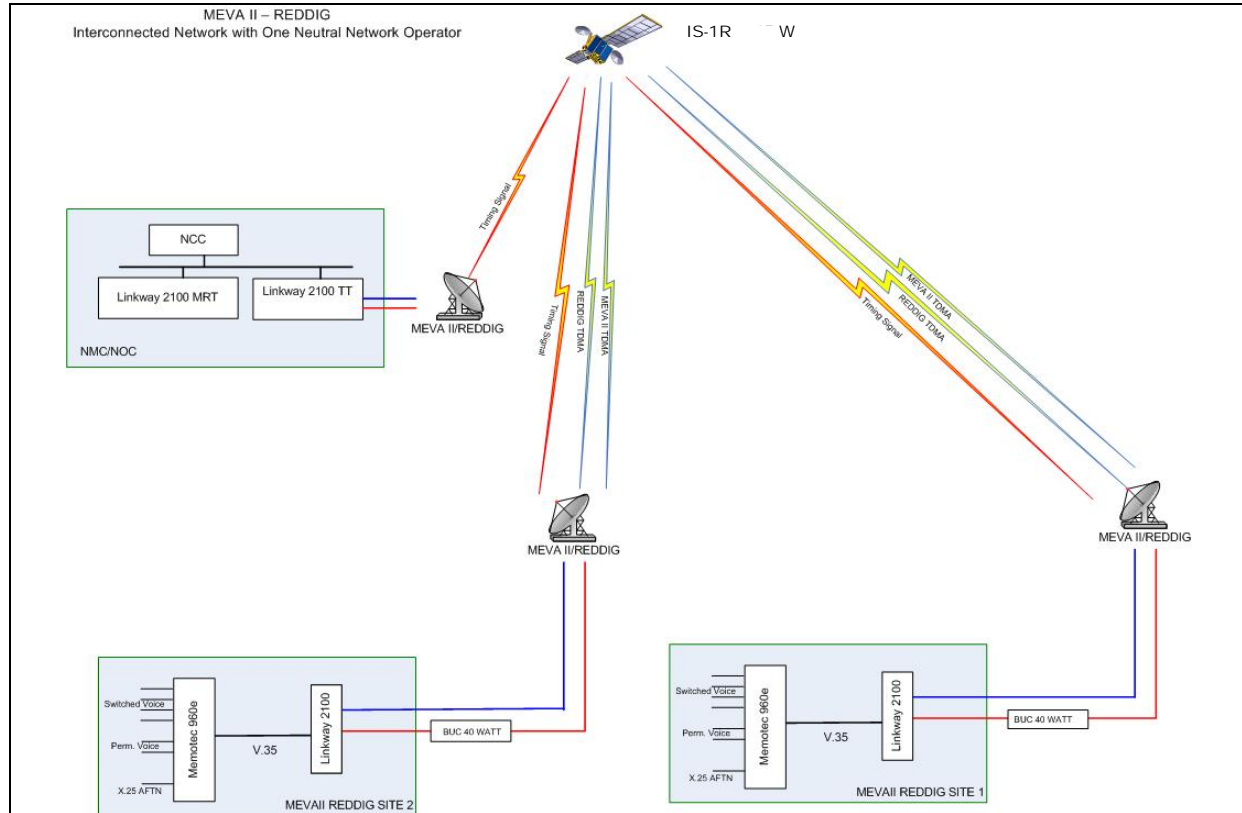 MEVA II – REDDIG
Interconnected Network with One Neutral Network Operator
IS-1R W
Timing Signal
NCC
Linkway 2100 MRT
Linkway 2100 TT
NMC/NOC
MEVA II/REDDIG
Timing Signal
REDDIG TDMA
MEVA II TDMA
MEVA II TDMA
REDDIG TDMA
Timing Signal
MEVA II/REDDIG
MEVA II/REDDIG
Switched Voice
Perm. Voice
X.25 AFTN
Memotec 960e
V.35
Linkway 2100
BUC 40 WATT
MEVAII REDDIG SITE 2
Switched Voice
Perm. Voice
X.25 AFTN
Memotec 960e
V.35
Linkway 2100
BUC 40 WATT
MEVAII REDDIG SITE 1